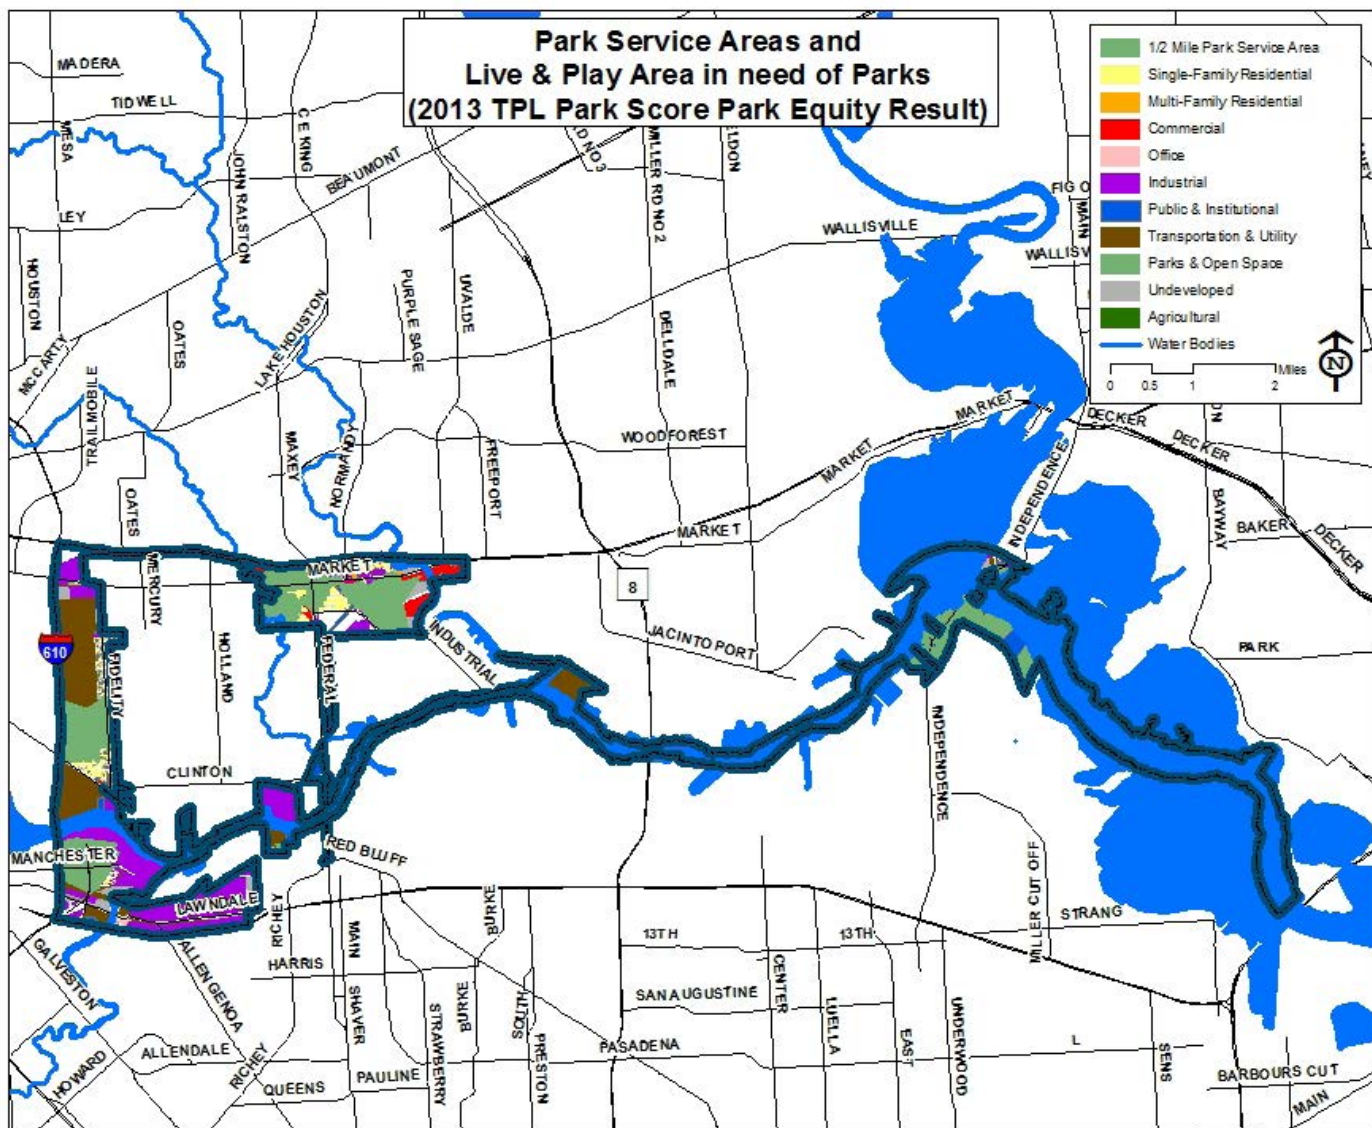 Park Service Areas and
Live & Play Area in need of Parks
(2013 TPL Park Score Park Equity Result)
1/2 Mile Park Service Area
Single-Family Residential
Multi-Family Residential
Commercial
Office
Industrial
Public & Institutional
Transportation & Utility
Parks & Open Space
Undeveloped
Agricultural
Water Bodies
Miles
0 0.5 1 2
N
MADERA
TIDWELL
MESA
JOHN RALSTON
C E KING
BEAUMONT
RD NO 3
MILLER RD NO 2
ELDON
FIG O
MAIN
WALLISVILLE
WALLISV
LEY
HOUSTON
MCCARTY
OATES
LAKE HOUSTON
PURPLE SAGE
UVALDE
DELLDALE
TRAILMOBILE
MAXEY
NORMANDY
FREEPORT
WOODFOREST
MARKET
MARKET
MARKET
DECKER
DECKER
DECKER
ON
INDEPENDENCE
BAYWAY
BAKER
OATES
MERCURY
MARKET
8
610
FIDELITY
HOLLAND
FEDERAL
INDUSTRIAL
JACINTO PORT
PARK
CLINTON
INDEPENDENCE
MANCHESTER
LAWNDALE
RED BLUFF
RICHEY
MAIN
BURKE
13TH
13TH
MILLER CUT OFF
STRANG
GALVESTON
ALLEN GENOA
HARRIS
SHAVER
STRAWBERRY
BURKE
SOUTH
PRESTON
SAN AUGUSTINE
CENTER
LUELLA
EAST
UNDERWOOD
HOWARD
ALLENDALE
RICHEY
QUEENS
PAULINE
PASADENA
L
SENS
BARBOURS CUT
MAIN